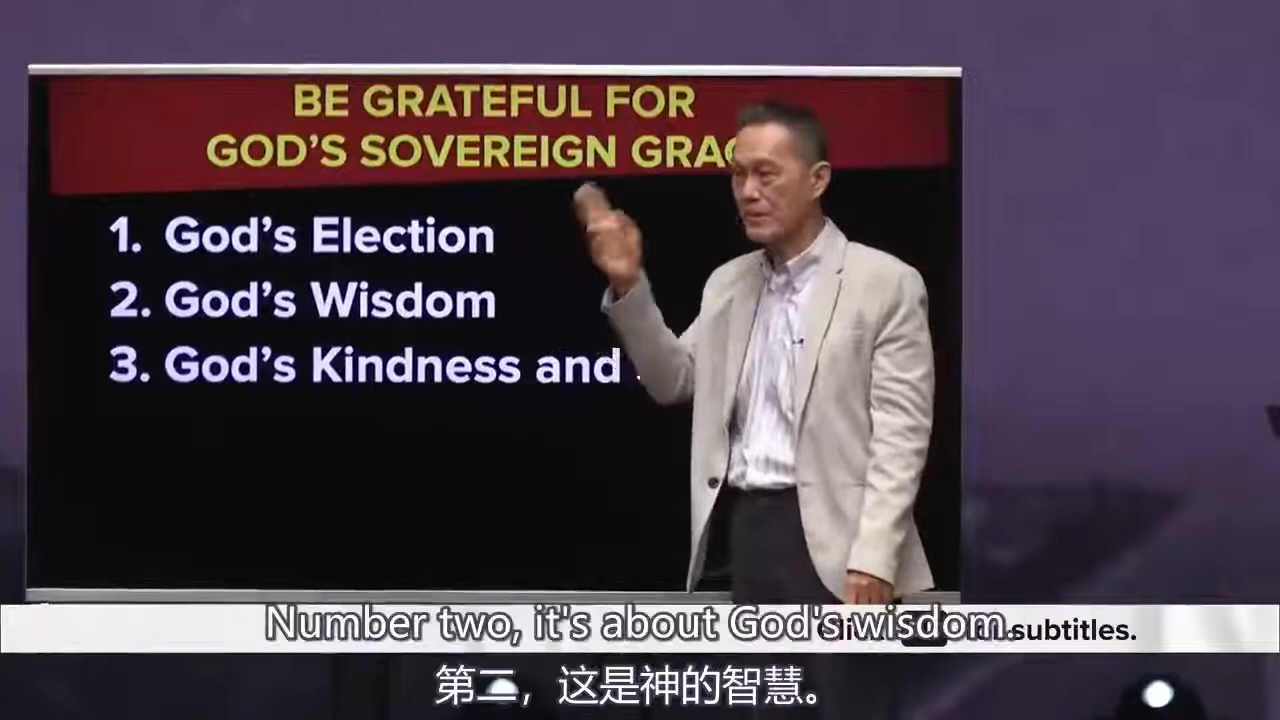 BE GRATEFUL FOR
GOD'S SOVEREIGN
1. God's Election
2. God's Wisdom
3. God's Kindness and
Number two, it's about God's wisdom.
subtitles.
第二，这是神的智慧。